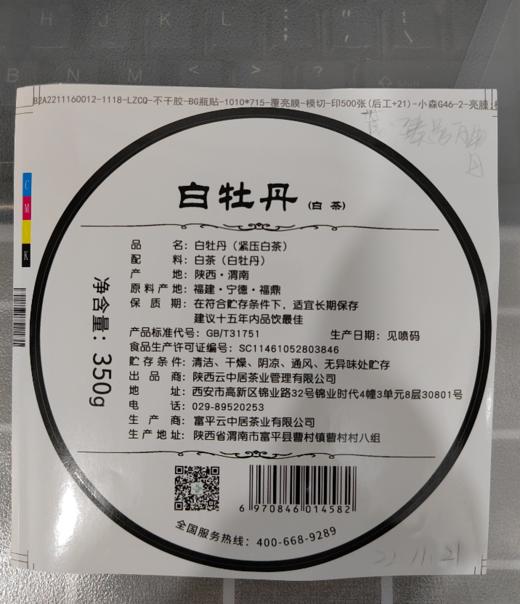 B2A2211160012-1118-LZCQ-不干胶-BG瓶贴-1010*715-覆亮膜-模切-印500张(后工+21)-小森G46-2-亮膜
C
M
K
白牡丹(白 茶)
品 名：白牡丹（紧压白茶）
配 料：白茶（白牡丹）
产 地：陕西·渭南
原料产地：福建·宁德·福鼎
保 质 期：在符合贮存条件下，适宜长期保存
建议十五年内品饮最佳
产品标准代号：GB/T31751 生产日期：见喷码
食品生产许可证编号：SC11461052803846
贮存条件：清洁、干燥、阴凉、通风、无异味处贮存
出 品 商：陕西云中居茶业管理有限公司
地 址：西安市高新区锦业路32号锦业时代4幢3单元8层30801号
电 话：029-89520253
生 产 商：富平云中居茶业有限公司
生产地址：陕西省渭南市富平县曹村镇曹村村八组
净含量：350g
6 970846 014582
全国服务热线：400-668-9289
21.11.21